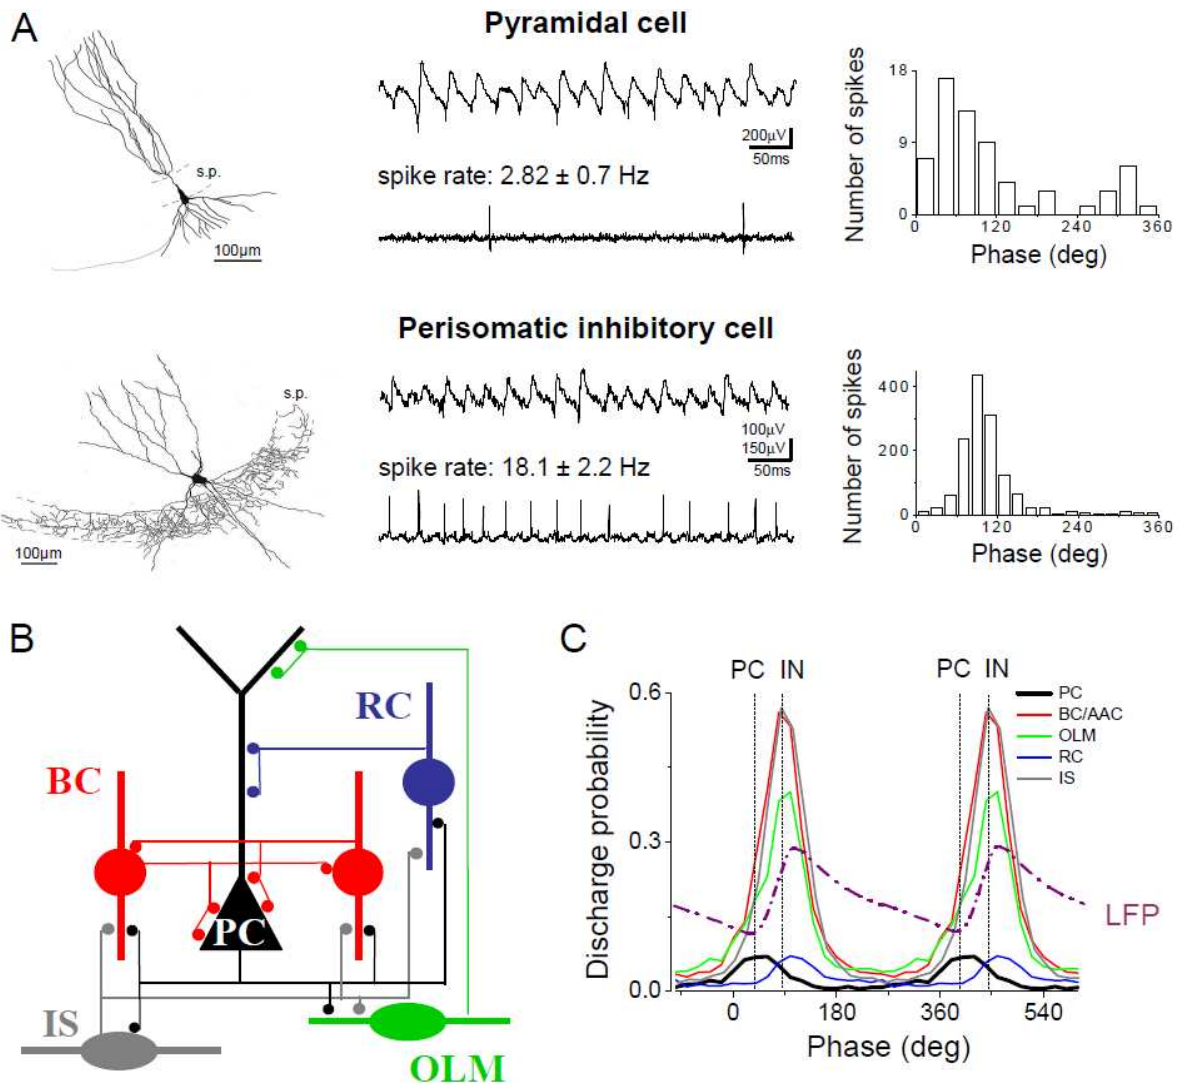 A
Pyramidal cell
s.p.
100µm
200µV
50ms
spike rate: 2.82 ± 0.7 Hz
Number of spikes
18
9
0
0 120 240 360
Phase (deg)
Perisomatic inhibitory cell
s.p.
100µm
100µV
150µV
50ms
spike rate: 18.1 ± 2.2 Hz
Number of spikes
400
200
0
0 120 240 360
Phase (deg)
B
RC
BC
PC
IS
OLM
C
PC IN PC IN
PC
BC/AAC
OLM
RC
IS
Discharge probability
0.6
0.3
0.0
LFP
0 180 360 540
Phase (deg)